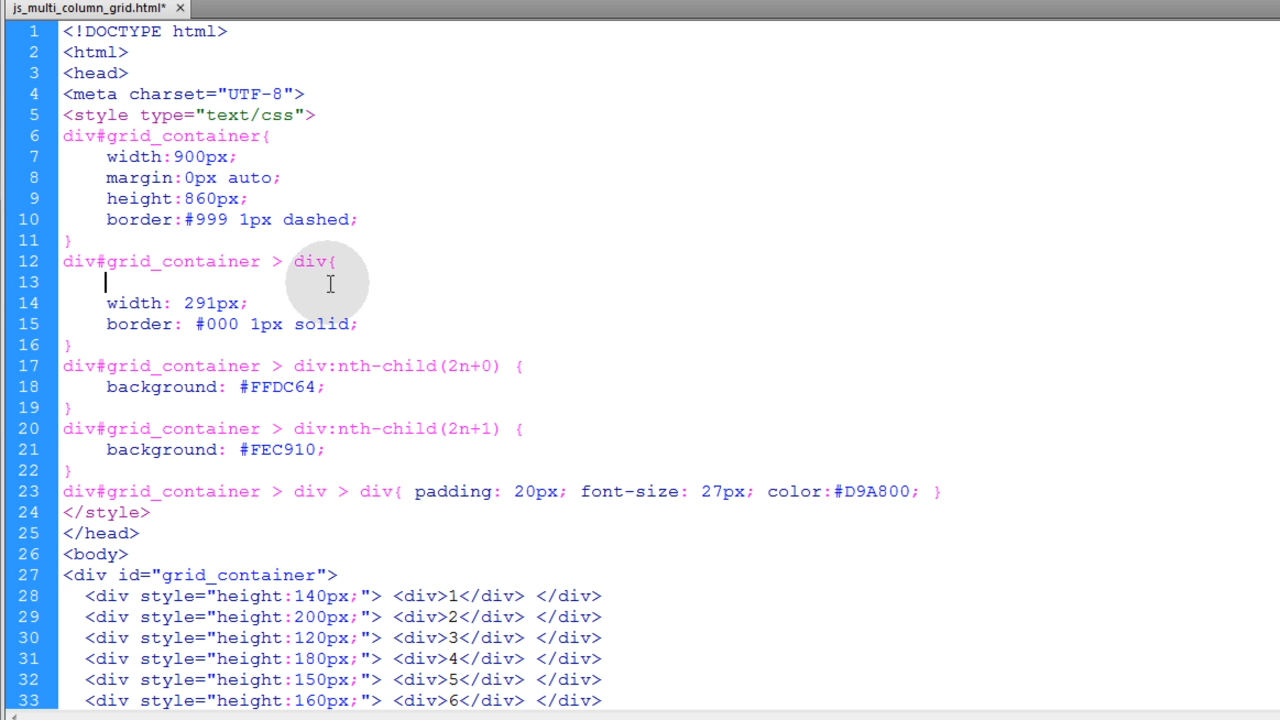 js_multi_column_grid.html* ×
1 <!DOCTYPE html>
2 <html>
3 <head>
4 <meta charset="UTF-8">
5 <style type="text/css">
6 div#grid_container{
7 width:900px;
8 margin:0px auto;
9 height:860px;
10 border:#999 1px dashed;
11 }
12 div#grid_container > div{
13
14 width: 291px;
15 border: #000 1px solid;
16 }
17 div#grid_container > div:nth-child(2n+0) {
18 background: #FFDC64;
19 }
20 div#grid_container > div:nth-child(2n+1) {
21 background: #FEC910;
22 }
23 div#grid_container > div > div{ padding: 20px; font-size: 27px; color:#D9A800; }
24 </style>
25 </head>
26 <body>
27 <div id="grid_container">
28 <div style="height:140px;"> <div>1</div> </div>
29 <div style="height:200px;"> <div>2</div> </div>
30 <div style="height:120px;"> <div>3</div> </div>
31 <div style="height:180px;"> <div>4</div> </div>
32 <div style="height:150px;"> <div>5</div> </div>
33 <div style="height:160px;"> <div>6</div> </div>